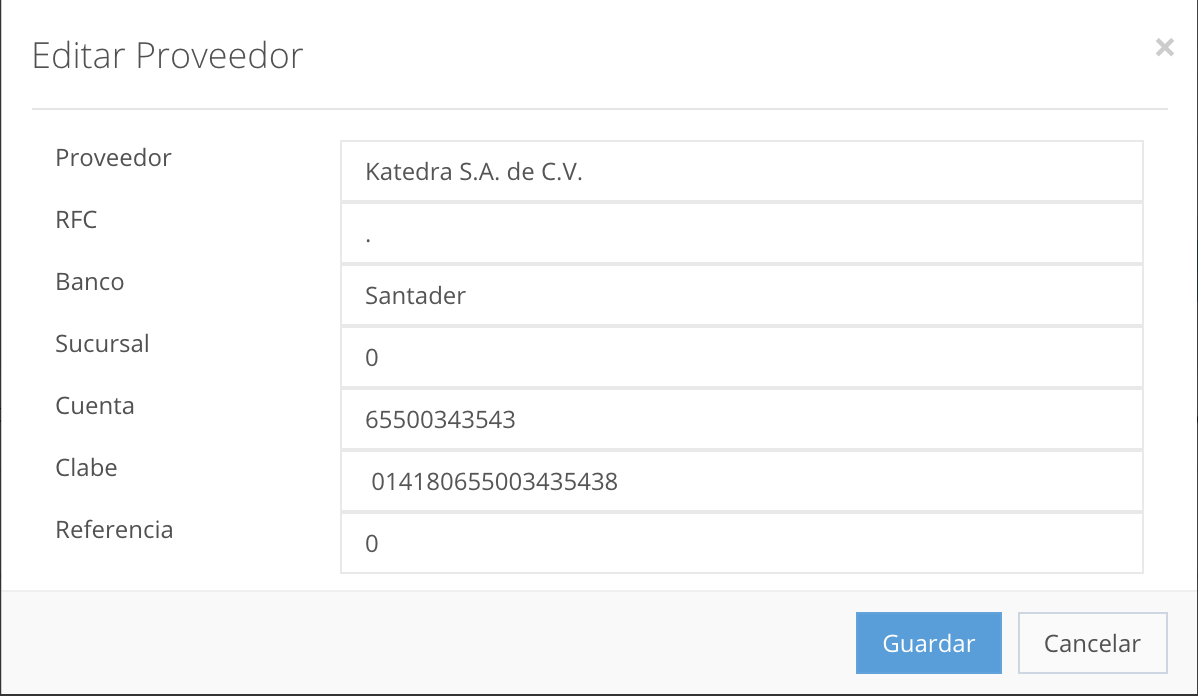 Editar Proveedor
×
Proveedor
Katedra S.A. de C.V.
RFC
.
Banco
Santader
Sucursal
0
Cuenta
65500343543
Clabe
014180655003435438
Referencia
0
Guardar
Cancelar